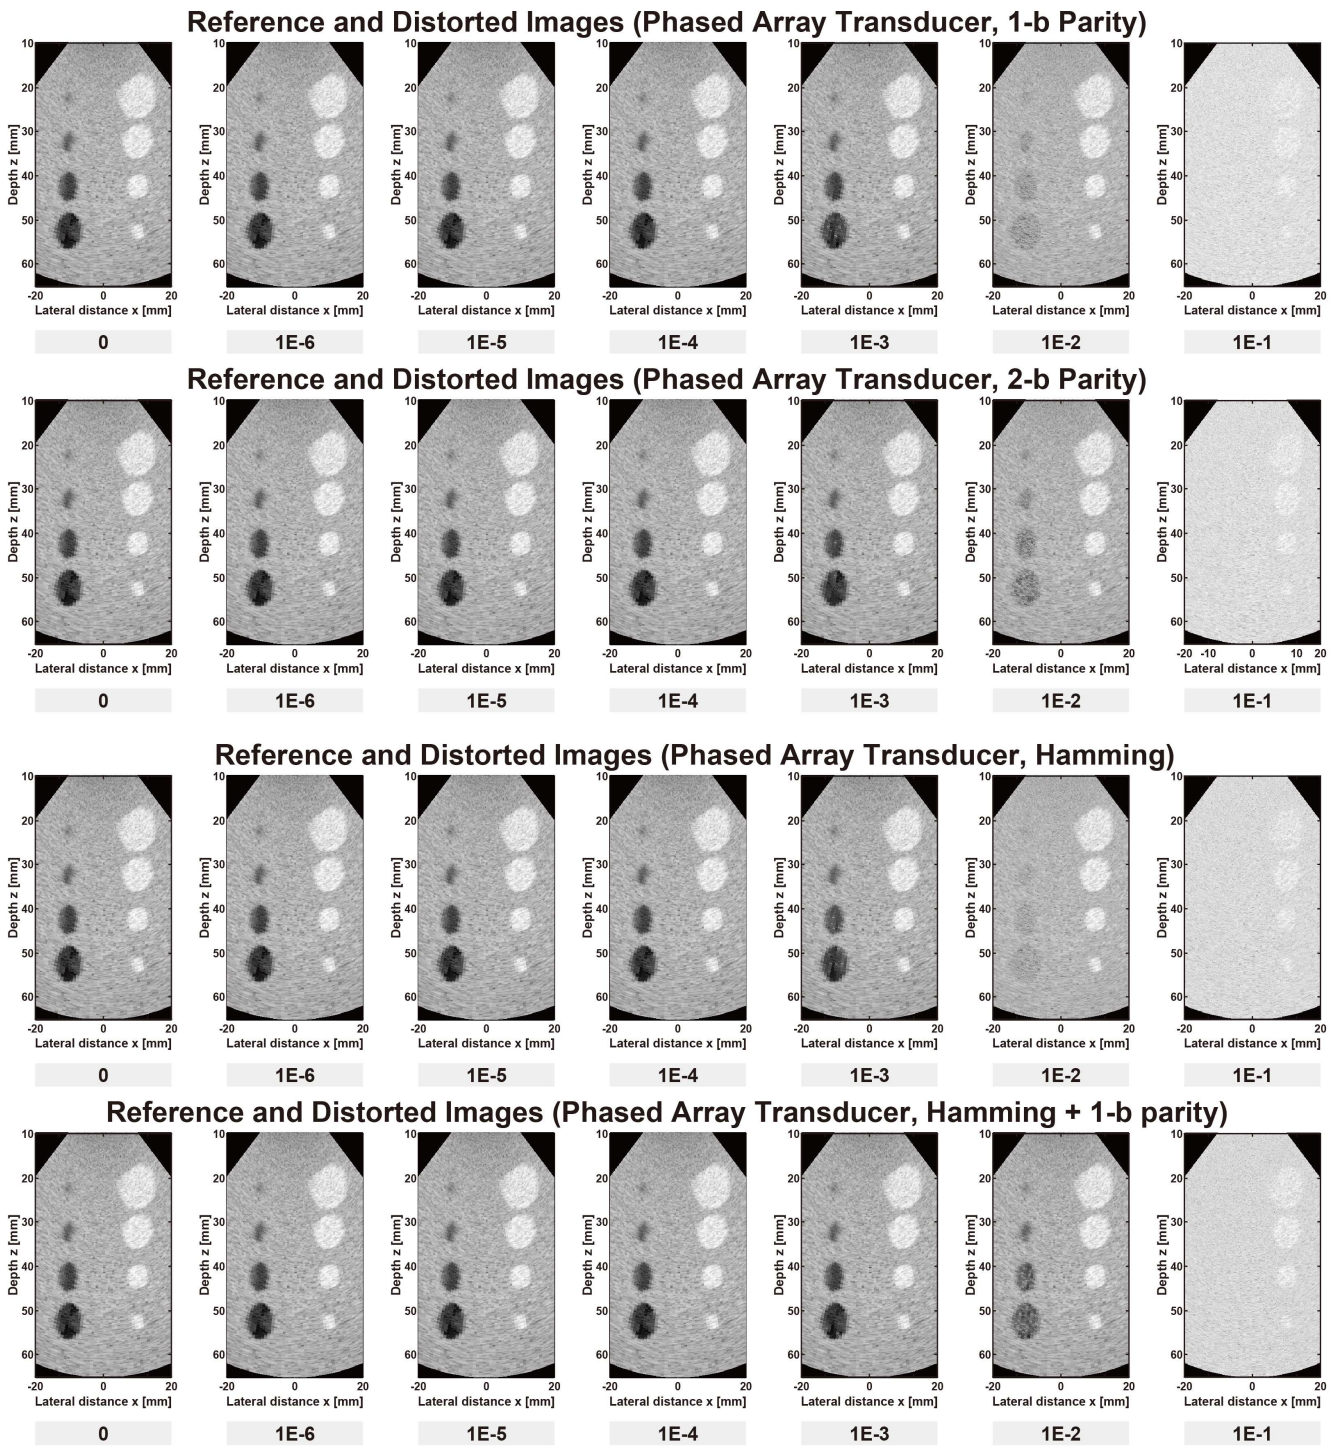 Reference and Distorted Images (Phased Array Transducer, 1-b Parity)
10 10 10 10 10 10 10
20 20 20 20 20 20 20
30 30 30 30 30 30 30
40 40 40 40 40 40 40
50 50 50 50 50 50 50
60 60 60 60 60 60 60
Depth z [mm] Depth z [mm] Depth z [mm] Depth z [mm] Depth z [mm] Depth z [mm] Depth z [mm]
-20 0 20 -20 0 20 -20 0 20 -20 0 20 -20 0 20 -20 0 20 -20 0 20
Lateral distance x [mm] Lateral distance x [mm] Lateral distance x [mm] Lateral distance x [mm] Lateral distance x [mm] Lateral distance x [mm] Lateral distance x [mm]
0 1E-6 1E-5 1E-4 1E-3 1E-2 1E-1
Reference and Distorted Images (Phased Array Transducer, 2-b Parity)
10 10 10 10 10 10 10
20 20 20 20 20 20 20
30 30 30 30 30 30 30
40 40 40 40 40 40 40
50 50 50 50 50 50 50
60 60 60 60 60 60 60
Depth z [mm] Depth z [mm] Depth z [mm] Depth z [mm] Depth z [mm] Depth z [mm] Depth z [mm]
-20 0 20 -20 0 20 -20 0 20 -20 0 20 -20 0 20 -20 0 20 -20 -10 0 10 20
Lateral distance x [mm] Lateral distance x [mm] Lateral distance x [mm] Lateral distance x [mm] Lateral distance x [mm] Lateral distance x [mm] Lateral distance x [mm]
0 1E-6 1E-5 1E-4 1E-3 1E-2 1E-1
Reference and Distorted Images (Phased Array Transducer, Hamming)
10 10 10 10 10 10 10
20 20 20 20 20 20 20
30 30 30 30 30 30 30
40 40 40 40 40 40 40
50 50 50 50 50 50 50
60 60 60 60 60 60 60
Depth z [mm] Depth z [mm] Depth z [mm] Depth z [mm] Depth z [mm] Depth z [mm] Depth z [mm]
-20 0 20 -20 0 20 -20 0 20 -20 0 20 -20 0 20 -20 0 20 -20 0 20
Lateral distance x [mm] Lateral distance x [mm] Lateral distance x [mm] Lateral distance x [mm] Lateral distance x [mm] Lateral distance x [mm] Lateral distance x [mm]
0 1E-6 1E-5 1E-4 1E-3 1E-2 1E-1
Reference and Distorted Images (Phased Array Transducer, Hamming + 1-b parity)
10 10 10 10 10 10 10
20 20 20 20 20 20 20
30 30 30 30 30 30 30
40 40 40 40 40 40 40
50 50 50 50 50 50 50
60 60 60 60 60 60 60
Depth z [mm] Depth z [mm] Depth z [mm] Depth z [mm] Depth z [mm] Depth z [mm] Depth z [mm]
-20 0 20 -20 0 20 -20 0 20 -20 0 20 -20 0 20 -20 0 20 -20 0 20
Lateral distance x [mm] Lateral distance x [mm] Lateral distance x [mm] Lateral distance x [mm] Lateral distance x [mm] Lateral distance x [mm] Lateral distance x [mm]
0 1E-6 1E-5 1E-4 1E-3 1E-2 1E-1